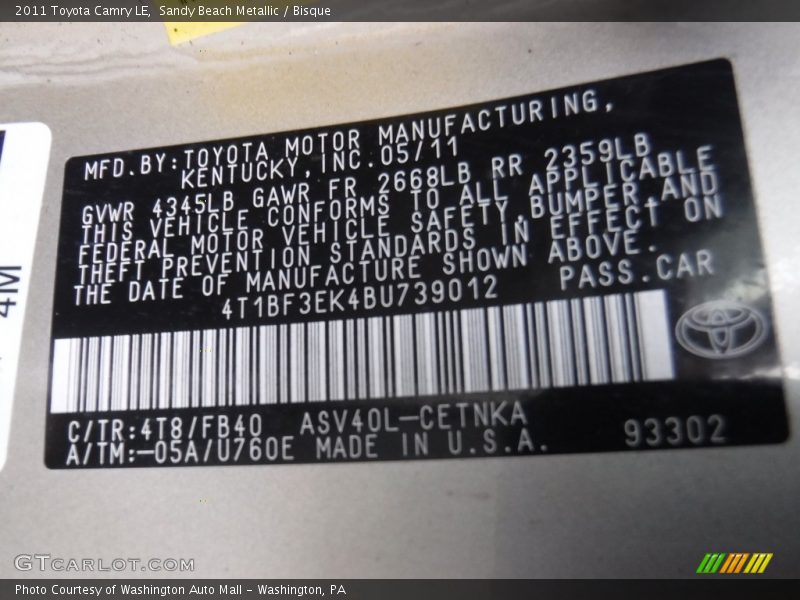 2011 Toyota Camry LE, Sandy Beach Metallic / Bisque
MFD.BY:TOYOTA MOTOR MANUFACTURING,
KENTUCKY,INC.05/11
GVWR 4345LB GAWR FR 2668LB RR 2359LB
THIS VEHICLE CONFORMS TO ALL APPLICABLE
FEDERAL MOTOR VEHICLE SAFETY,BUMPER,AND
THEFT PREVENTION STANDARDS IN EFFECT ON
THE DATE OF MANUFACTURE SHOWN ABOVE.
4T1BF3EK4BU739012 PASS.CAR
C/TR:4T8/FB40 ASV40L-CETNKA
A/TM:-05A/U760E MADE IN U.S.A. 93302
4M
GTCARLOT.COM
Photo Courtesy of Washington Auto Mall - Washington, PA